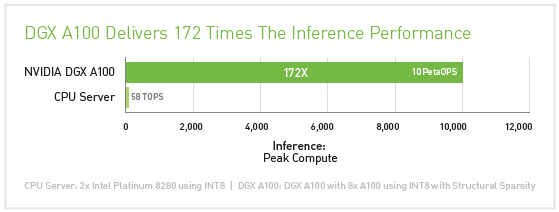 DGX A100 Delivers 172 Times The Inference Performance
NVIDIA DGX A100
172X
10 PetaOPS
CPU Server
58 TOPS
0
2,000
4,000
6,000
8,000
10,000
12,000
Inference:
Peak Compute
CPU Server: 2x Intel Platinum 8280 using INT8 | DGX A100: DGX A100 with 8x A100 using INT8 with Structural Sparsity